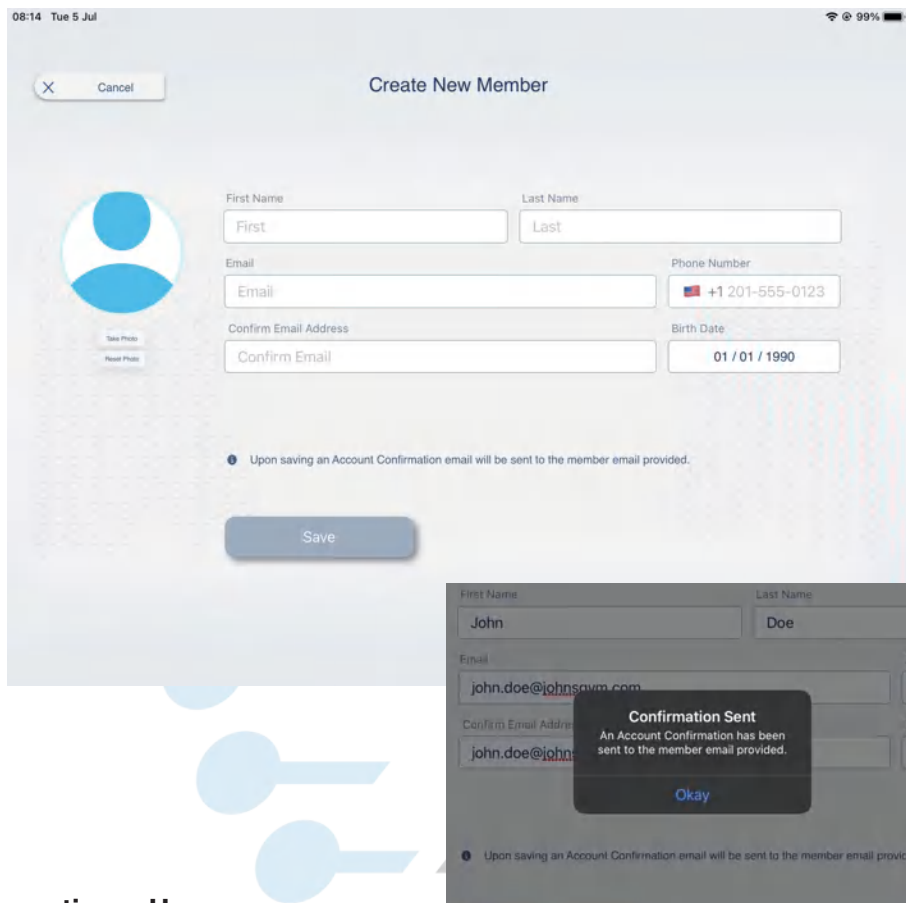 08:14 Tue 5 Jul 99%
Cancel Create New Member
First Name Last Name
First Last
Email Phone Number
Email +1 201-555-0123
Confirm Email Address Birth Date
Confirm Email 01 / 01 / 1990
Take Photo
Reset Photo
Upon saving an Account Confirmation email will be sent to the member email provided.
Save
First Name Last Name
John Doe
Email
john.doe@johnsgym.com
Confirm Email
john.doe@
Confirmation Sent
An Account Confirmation has been
sent to the member email provided.
Okay
Upon saving an Account Confirmation email will be sent to the member email